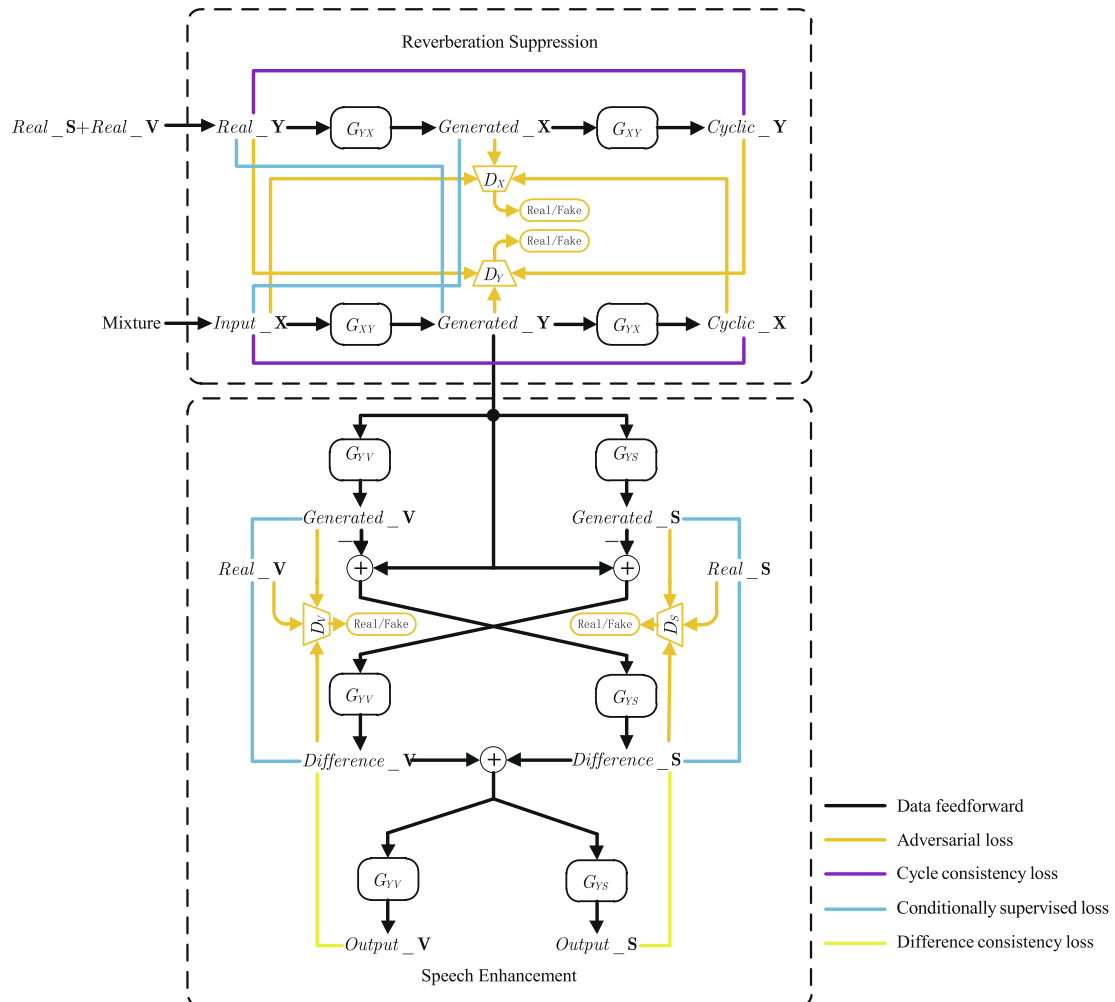 Reverberation Suppression
Real_S+Real_V
Real_Y
G_YX
Generated_X
G_XY
Cyclic_Y
D_X
Real/Fake
Real/Fake
D_Y
Mixture
Input_X
G_XY
Generated_Y
G_YX
Cyclic_X
G_YV
G_YS
Generated_V
Generated_S
−
−
Real_V
+
+
Real_S
D_V
Real/Fake
Real/Fake
D_S
G_YV
G_YS
Difference_V
+
Difference_S
Data feedforward
Adversarial loss
G_YV
G_YS
Cycle consistency loss
Conditionally supervised loss
Output_V
Output_S
Difference consistency loss
Speech Enhancement